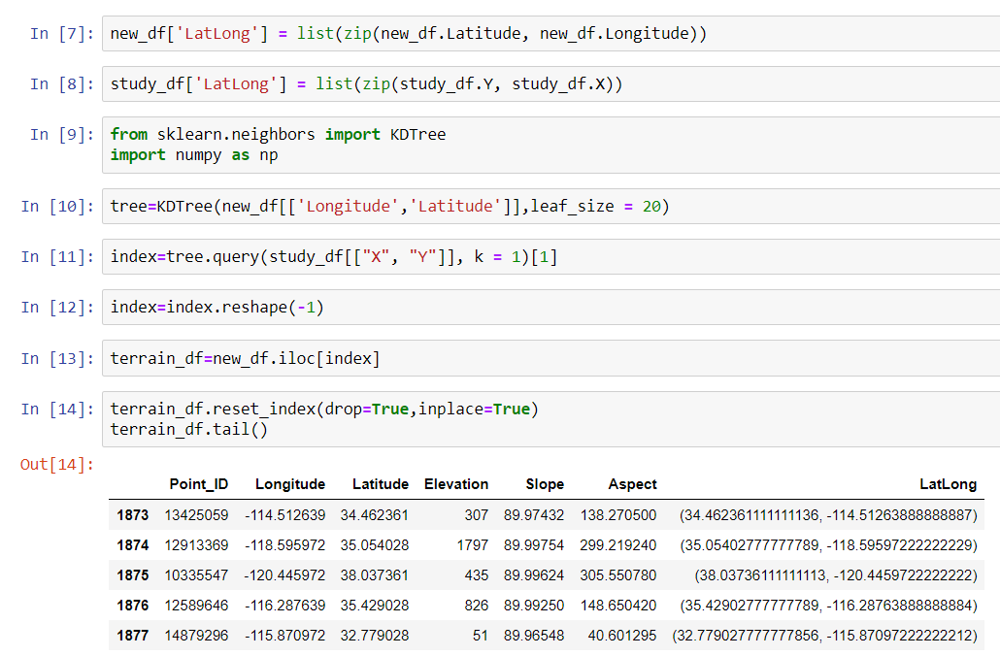 In [7]: new_df['LatLong'] = list(zip(new_df.Latitude, new_df.Longitude))
In [8]: study_df['LatLong'] = list(zip(study_df.Y, study_df.X))
In [9]: from sklearn.neighbors import KDTree
import numpy as np
In [10]: tree=KDTree(new_df[['Longitude','Latitude']],leaf_size = 20)
In [11]: index=tree.query(study_df[["X", "Y"]], k = 1)[1]
In [12]: index=index.reshape(-1)
In [13]: terrain_df=new_df.iloc[index]
In [14]: terrain_df.reset_index(drop=True,inplace=True)
terrain_df.tail()
Out[14]:
Point_ID Longitude Latitude Elevation Slope Aspect LatLong
1873 13425059 -114.512639 34.462361 307 89.97432 138.270500 (34.462361111111136, -114.51263888888887)
1874 12913369 -118.595972 35.054028 1797 89.99754 299.219240 (35.05402777777789, -118.59597222222229)
1875 10335547 -120.445972 38.037361 435 89.99624 305.550780 (38.03736111111113, -120.4459722222222)
1876 12589646 -116.287639 35.429028 826 89.99250 148.650420 (35.42902777777789, -116.28763888888884)
1877 14879296 -115.870972 32.779028 51 89.96548 40.601295 (32.779027777777856, -115.87097222222212)